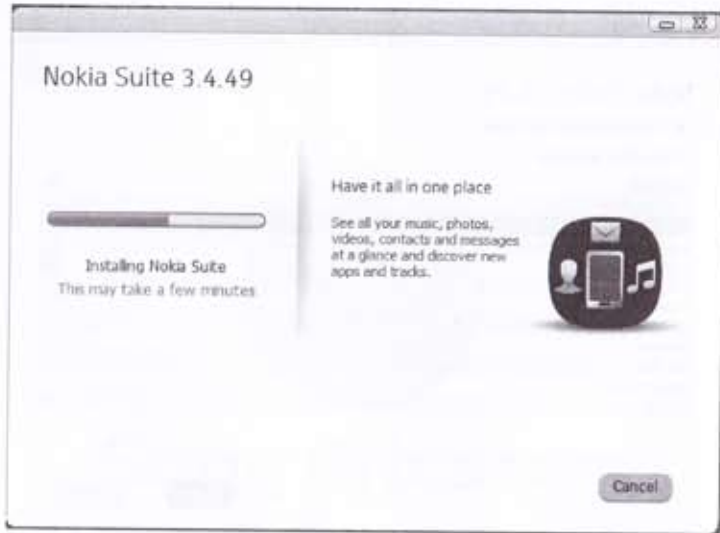 Nokia Suite 3.4.49
Installing Nokia Suite
This may take a few minutes
Have it all in one place
See all your music, photos,
videos, contacts and messages
at a glance and discover new
apps and tracks.
Cancel